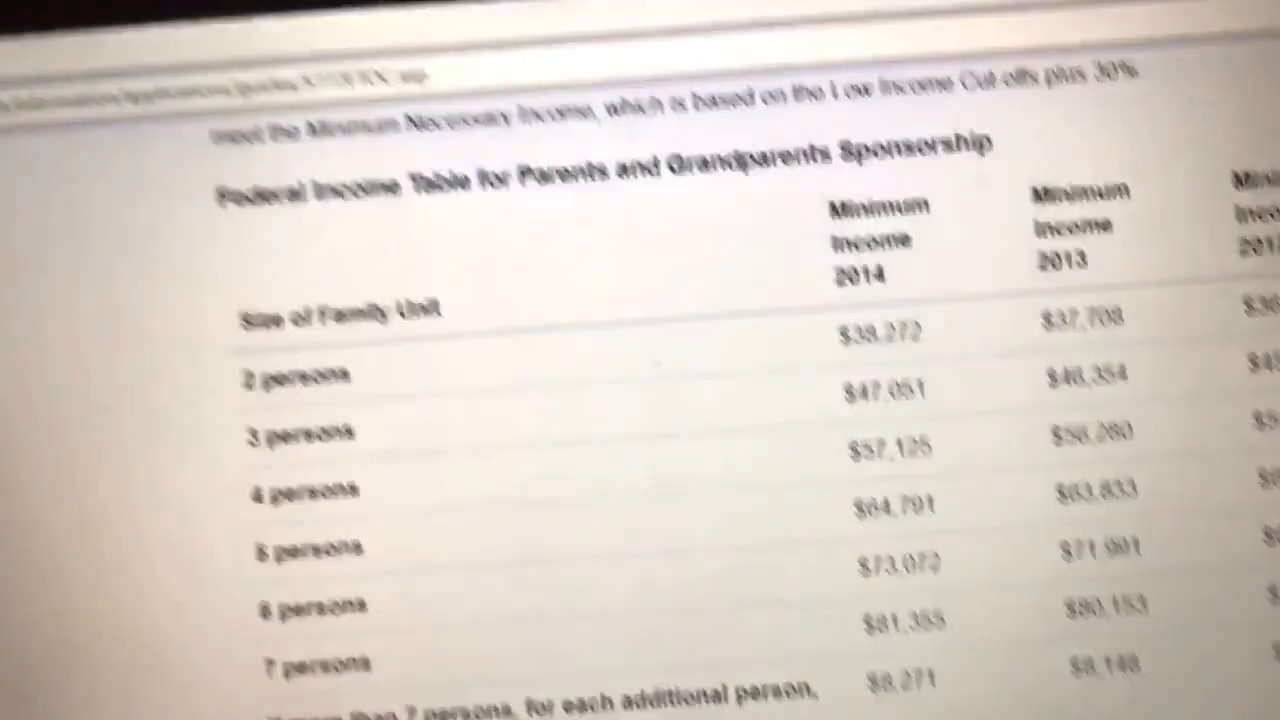 meet the Minimum Necessary Income, which is based on the Low Income Cut-offs plus 30%
Federal Income Table for Parents and Grandparents Sponsorship
Size of Family Unit Minimum Income 2014 Minimum Income 2013
2 persons $38,272 $37,708
3 persons $47,051 $46,354
4 persons $57,125 $56,280
5 persons $64,791 $63,833
6 persons $73,072 $71,991
7 persons $81,355 $80,153
more than 7 persons, for each additional person, $8,271 $8,148